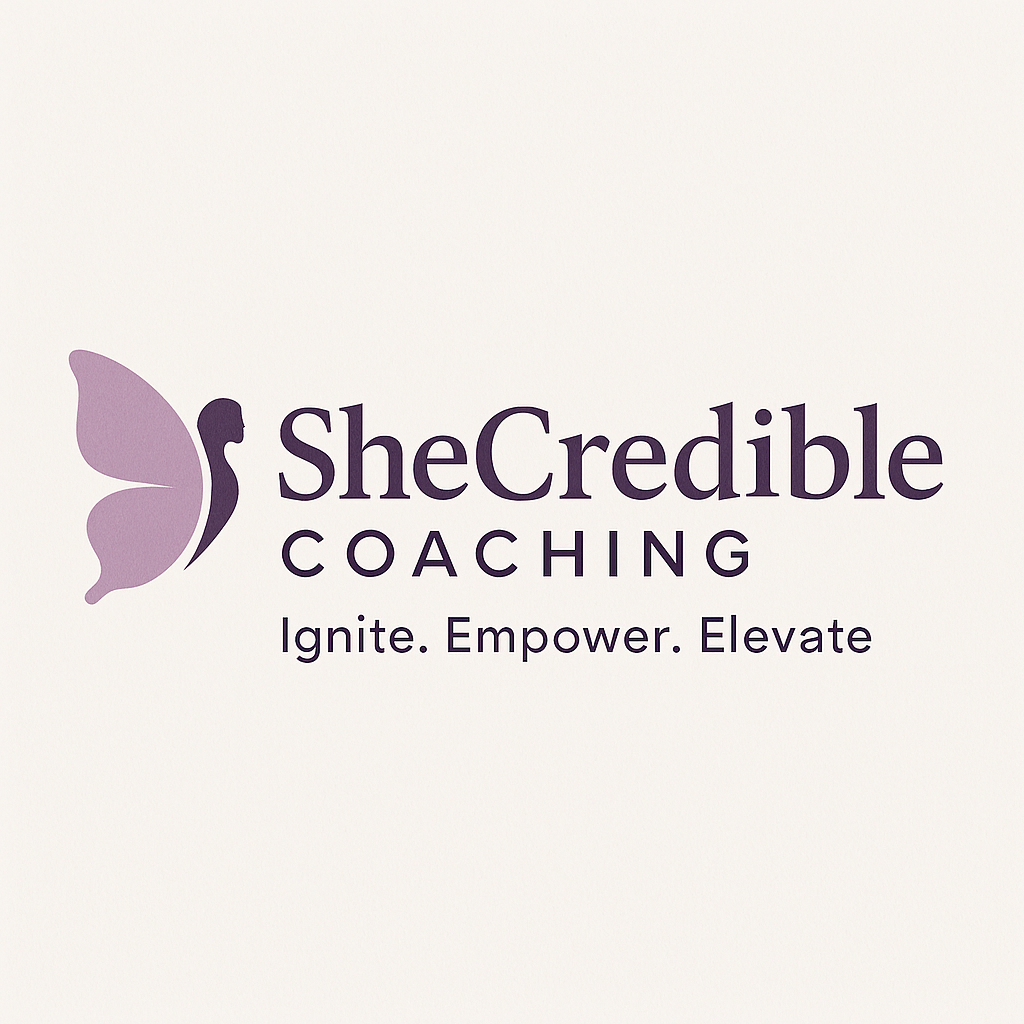 SheCredible
COACHING
Ignite. Empower. Elevate